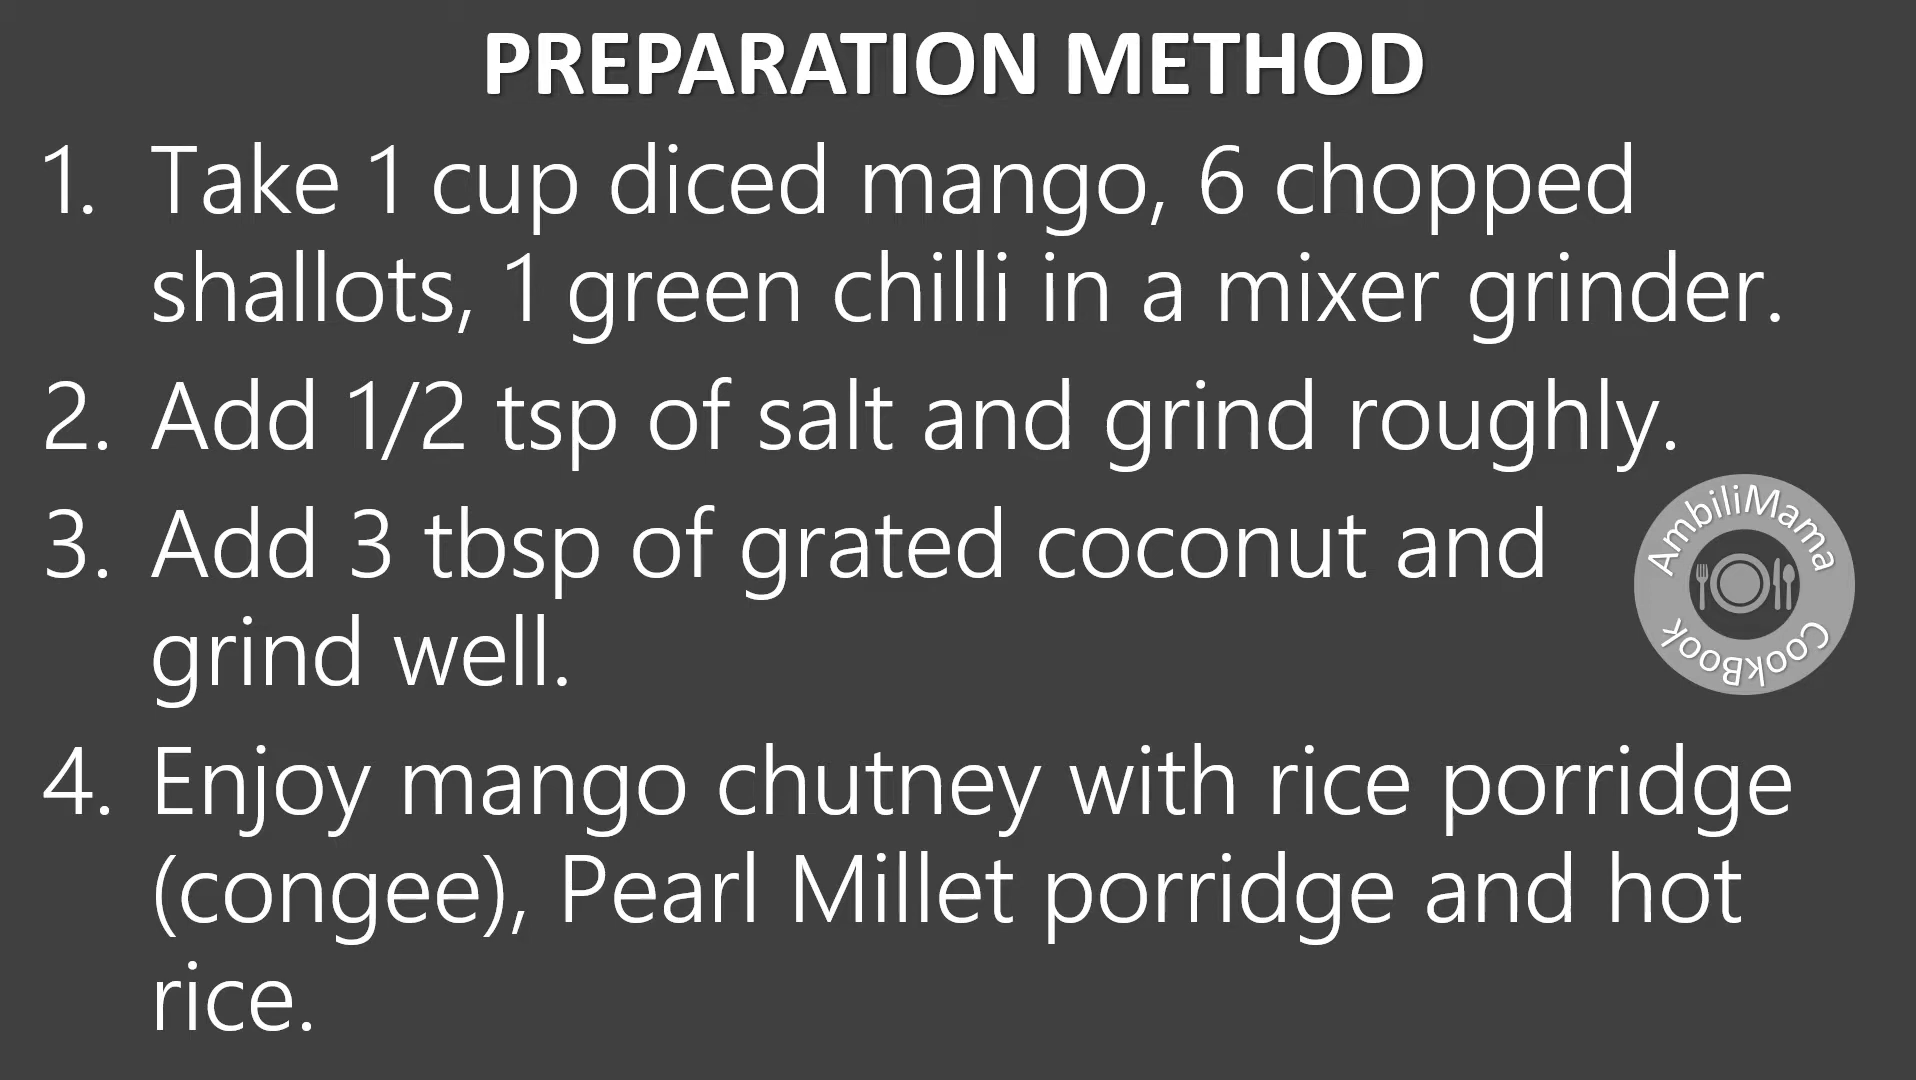 PREPARATION METHOD
1. Take 1 cup diced mango, 6 chopped
shallots, 1 green chilli in a mixer grinder.
2. Add 1/2 tsp of salt and grind roughly.
3. Add 3 tbsp of grated coconut and
grind well.
AmbiliMama
CookBook
4. Enjoy mango chutney with rice porridge
(congee), Pearl Millet porridge and hot
rice.